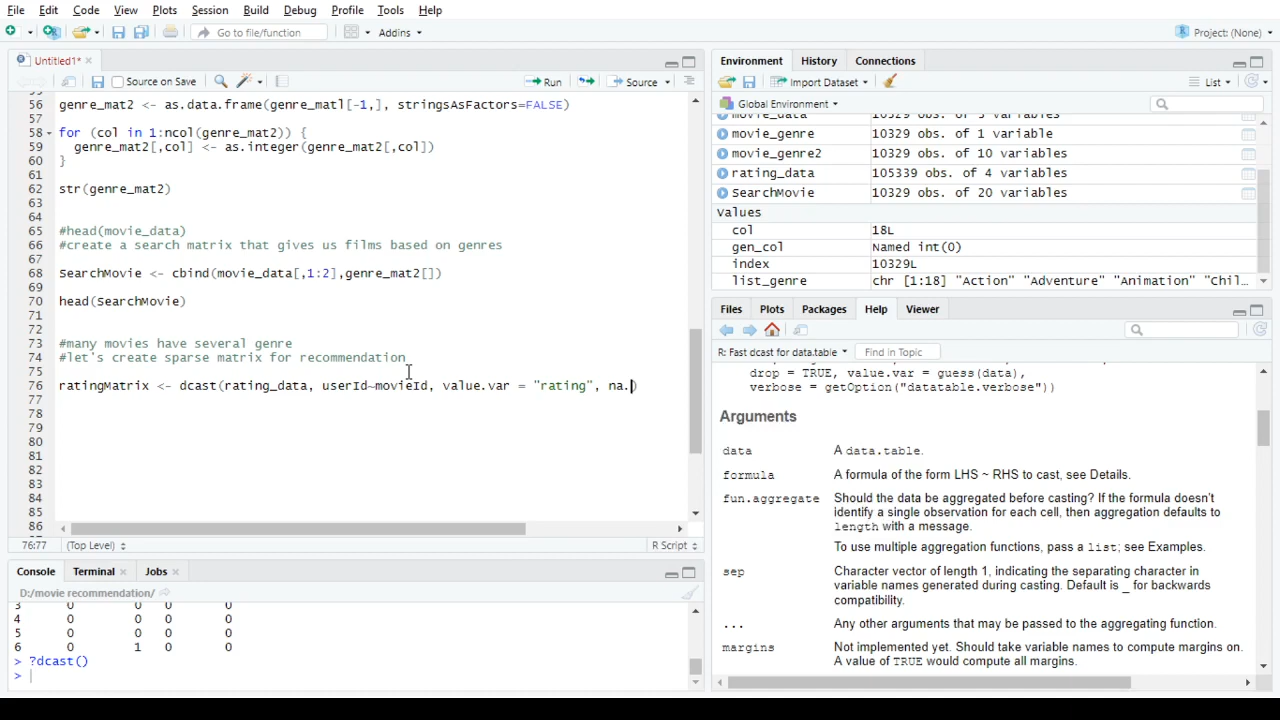 File Edit Code View Plots Session Build Debug Profile Tools Help
Go to file/function Addins Project: (None)
Untitled1*
Source on Save Run Source
56 genre_mat2 <- as.data.frame(genre_mat1[-1,], stringsAsFactors=FALSE)
57
58 for (col in 1:ncol(genre_mat2)) {
59 genre_mat2[,col] <- as.integer(genre_mat2[,col])
60 }
61
62 str(genre_mat2)
63
64
65 #head(movie_data)
66 #create a search matrix that gives us films based on genres
67
68 SearchMovie <- cbind(movie_data[,1:2],genre_mat2[])
69
70 head(SearchMovie)
71
72
73 #many movies have several genre
74 #let's create sparse matrix for recommendation
75
76 ratingMatrix <- dcast(rating_data, userId~movieId, value.var = "rating", na.)
77
78
79
80
81
82
83
84
85
86
76:77 (Top Level) R Script
Console Terminal Jobs
D:/movie recommendation/
3 0 0 0 0
4 0 0 0 0
5 0 0 0 0
6 0 1 0 0
> ?dcast()
>
Environment History Connections
Import Dataset List
Global Environment
movie_data 10329 obs. of 3 variables
movie_genre 10329 obs. of 1 variable
movie_genre2 10329 obs. of 10 variables
rating_data 105339 obs. of 4 variables
SearchMovie 10329 obs. of 20 variables
Values
col 18L
gen_col Named int(0)
index 10329L
list_genre chr [1:18] "Action" "Adventure" "Animation" "Chil…
Files Plots Packages Help Viewer
R: Fast dcast for data.table Find in Topic
drop = TRUE, value.var = guess(data),
verbose = getOption("datatable.verbose"))
Arguments
data A data.table.
formula A formula of the form LHS ~ RHS to cast, see Details.
fun.aggregate Should the data be aggregated before casting? If the formula doesn't
identify a single observation for each cell, then aggregation defaults to
length with a message.
To use multiple aggregation functions, pass a list; see Examples.
sep Character vector of length 1, indicating the separating character in
variable names generated during casting. Default is _ for backwards
compatibility.
... Any other arguments that may be passed to the aggregating function.
margins Not implemented yet. Should take variable names to compute margins on.
A value of TRUE would compute all margins.